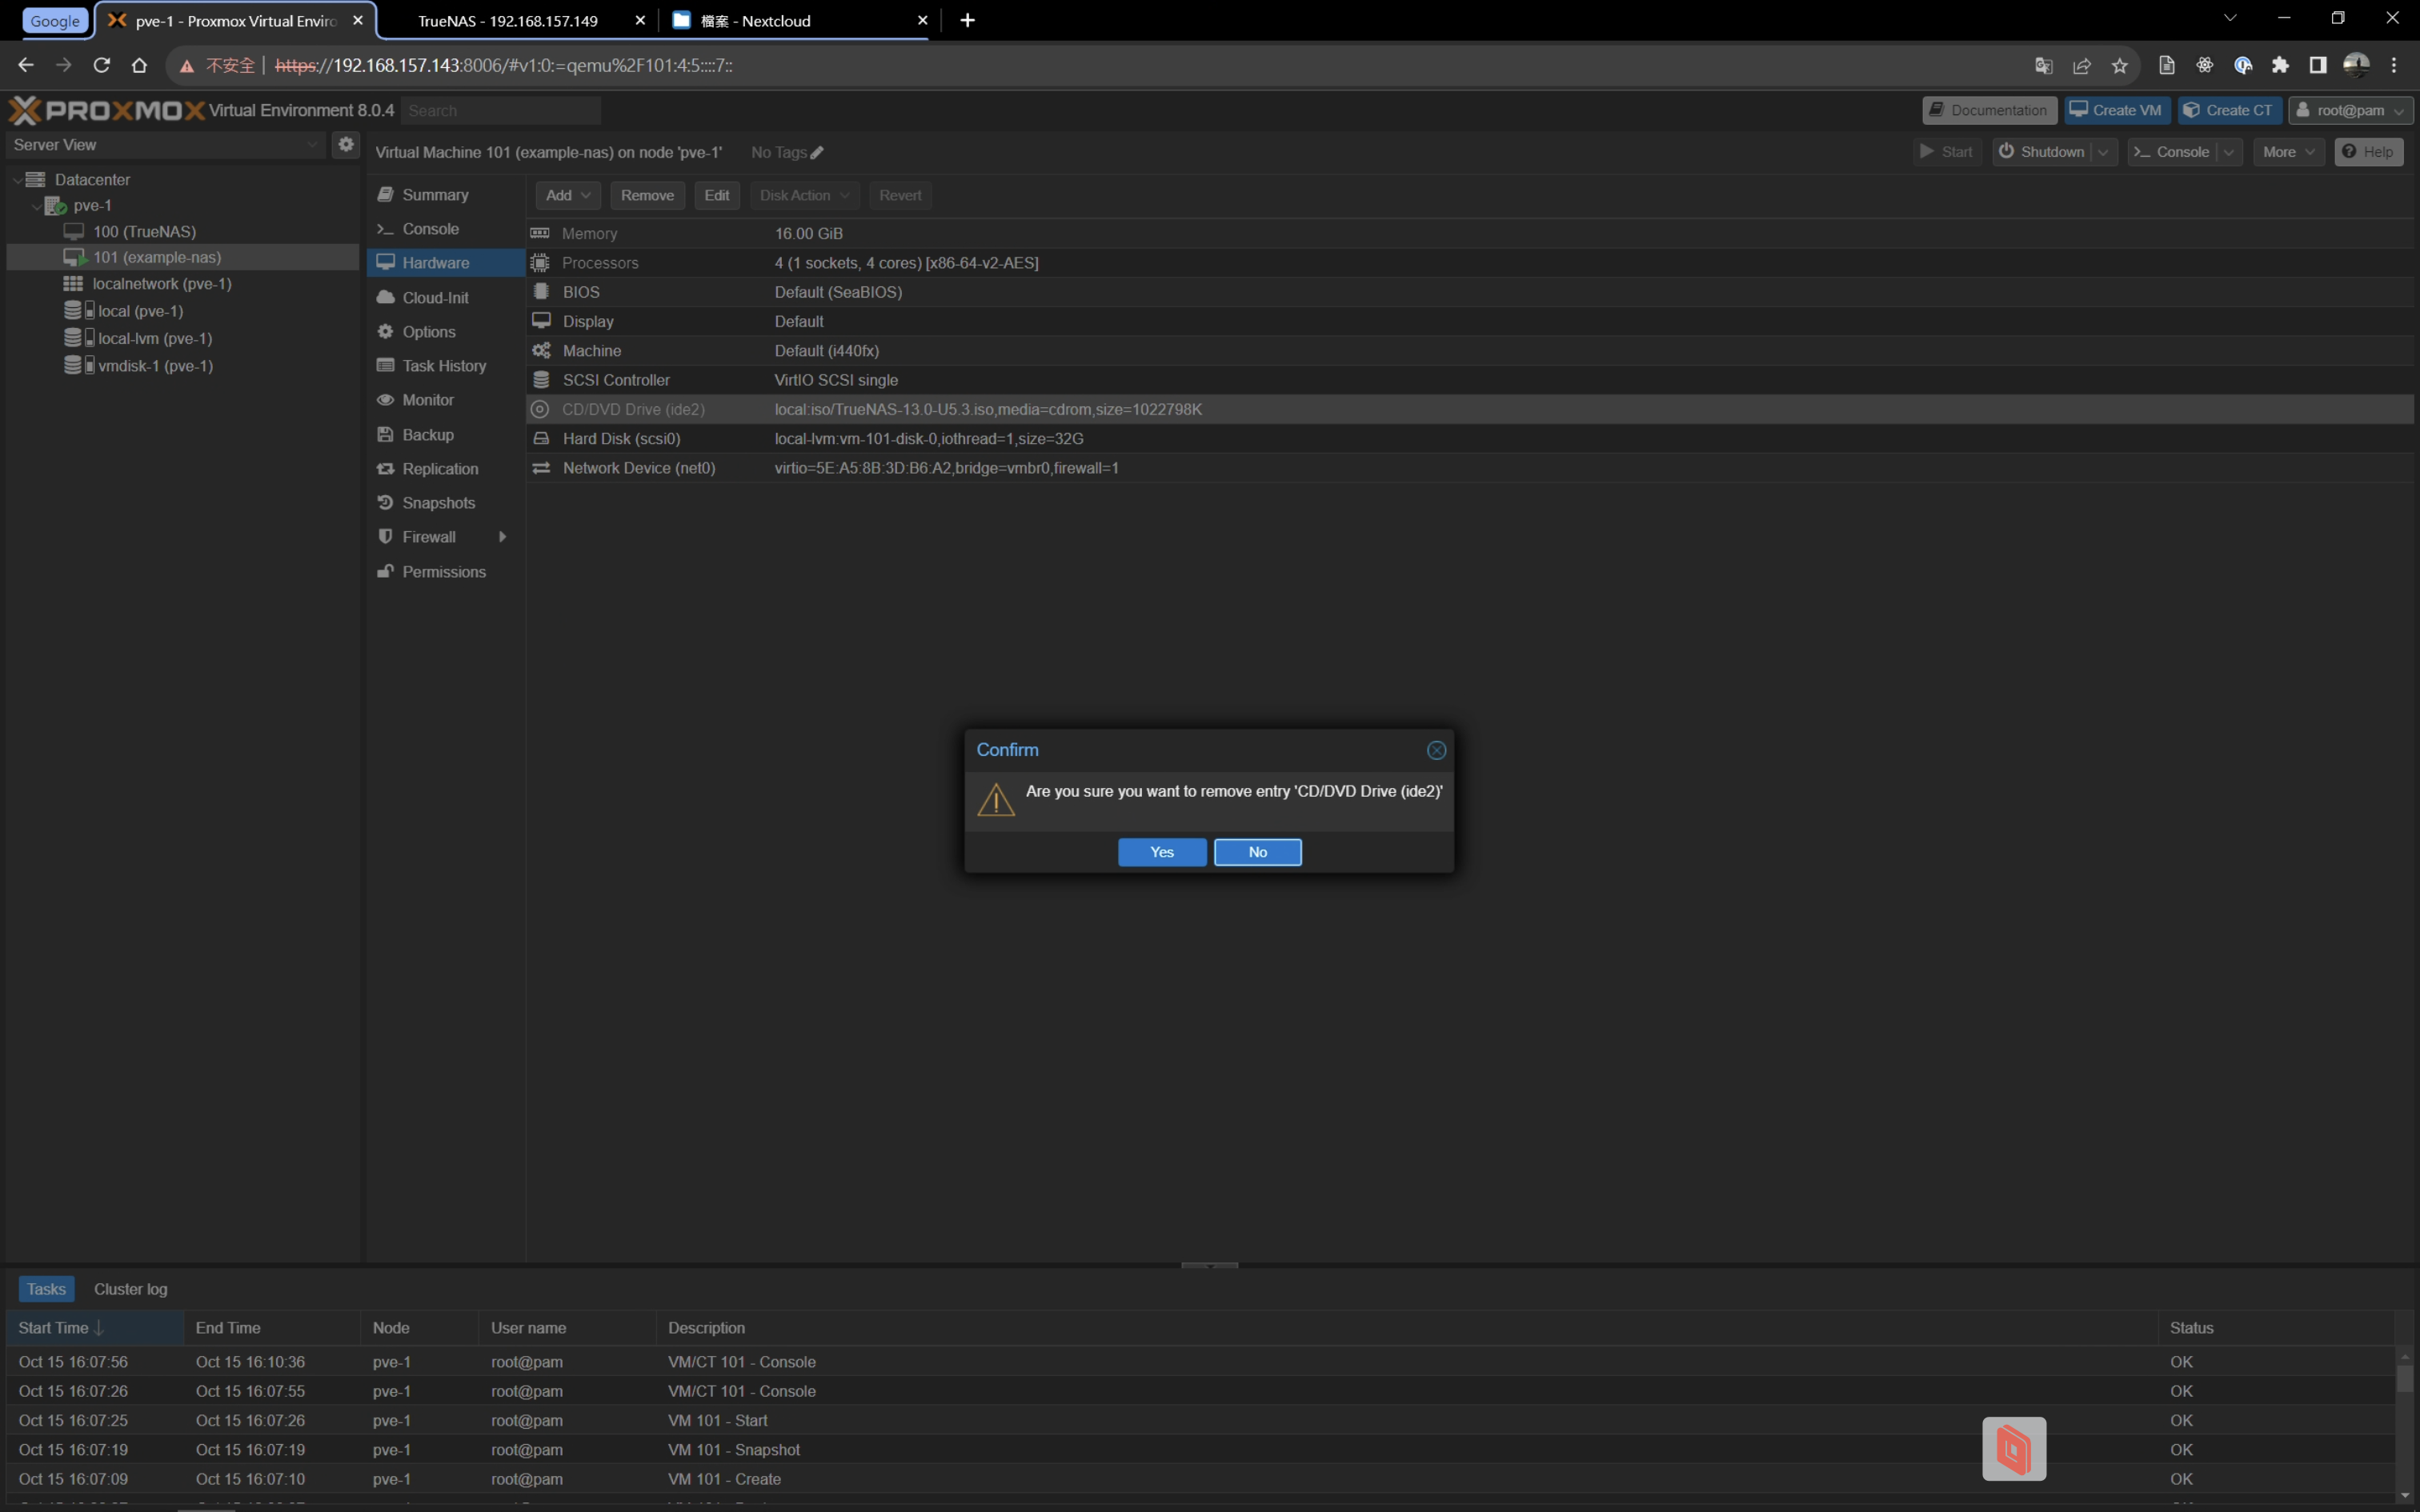 Google
pve-1 - Proxmox Virtual Enviro
TrueNAS - 192.168.157.149
檔案 - Nextcloud
不安全 https://192.168.157.143:8006/#v1:0:=qemu%2F101:4:5::::7::
PROXMOX Virtual Environment 8.0.4 Search
Documentation Create VM Create CT root@pam
Server View
Virtual Machine 101 (example-nas) on node 'pve-1' No Tags
Start Shutdown Console More Help
Datacenter
pve-1
100 (TrueNAS)
101 (example-nas)
localnetwork (pve-1)
local (pve-1)
local-lvm (pve-1)
vmdisk-1 (pve-1)
Summary
Console
Hardware
Cloud-Init
Options
Task History
Monitor
Backup
Replication
Snapshots
Firewall
Permissions
Add Remove Edit Disk Action Revert
Memory 16.00 GiB
Processors 4 (1 sockets, 4 cores) [x86-64-v2-AES]
BIOS Default (SeaBIOS)
Display Default
Machine Default (i440fx)
SCSI Controller VirtIO SCSI single
CD/DVD Drive (ide2) local:iso/TrueNAS-13.0-U5.3.iso,media=cdrom,size=1022798K
Hard Disk (scsi0) local-lvm:vm-101-disk-0,iothread=1,size=32G
Network Device (net0) virtio=5E:A5:8B:3D:B6:A2,bridge=vmbr0,firewall=1
Confirm
Are you sure you want to remove entry 'CD/DVD Drive (ide2)'
Yes No
Tasks Cluster log
Start Time End Time Node User name Description Status
Oct 15 16:07:56 Oct 15 16:10:36 pve-1 root@pam VM/CT 101 - Console OK
Oct 15 16:07:26 Oct 15 16:07:55 pve-1 root@pam VM/CT 101 - Console OK
Oct 15 16:07:25 Oct 15 16:07:26 pve-1 root@pam VM 101 - Start OK
Oct 15 16:07:19 Oct 15 16:07:19 pve-1 root@pam VM 101 - Snapshot OK
Oct 15 16:07:09 Oct 15 16:07:10 pve-1 root@pam VM 101 - Create OK